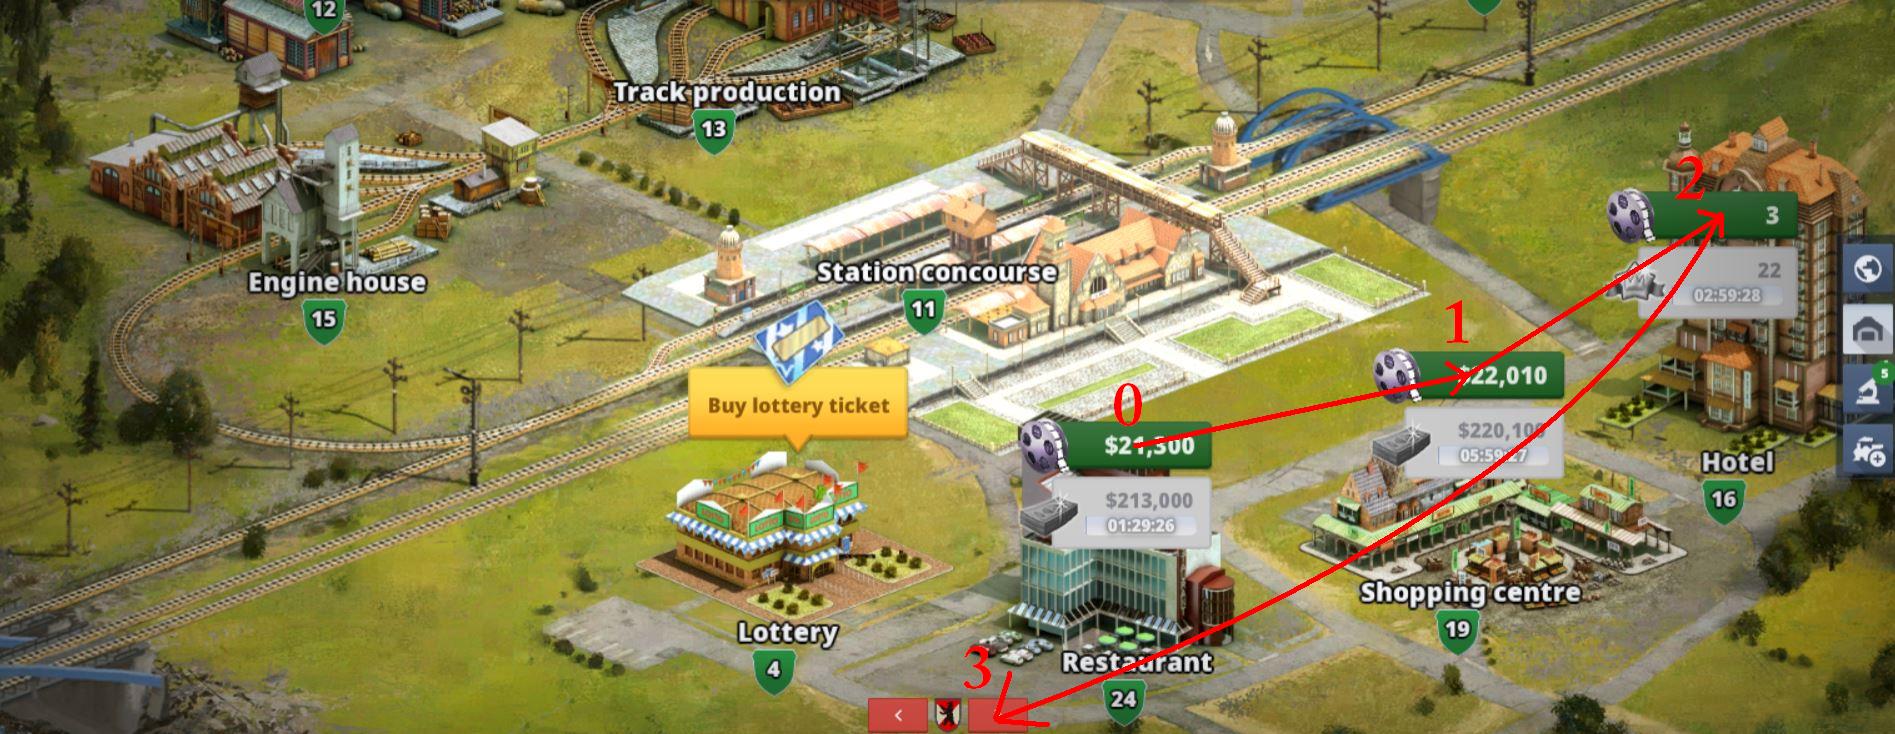 12
Track production
13
2
3
22
02:59:28
Engine house
15
Station concourse
11
1
$22,010
5
0
Buy lottery ticket
$21,300
$220,100
05:59:27
Hotel
16
$213,000
01:29:26
Shopping centre
19
Lottery
4
3
Restaurant
24
<